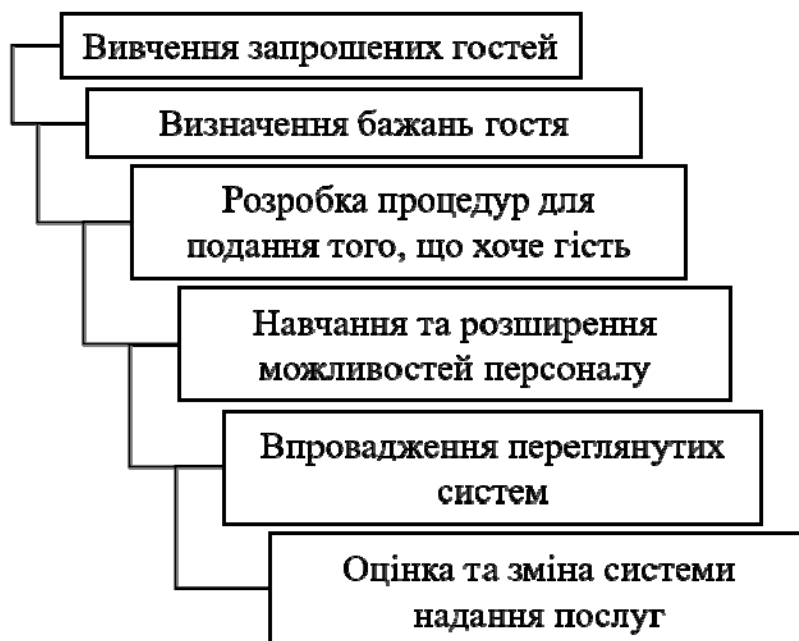 Вивчення запрошених гостей
Визначення бажань гостя
Розробка процедур для
подання того, що хоче гість
Навчання та розширення
можливостей персоналу
Впровадження переглянутих
систем
Оцінка та зміна системи
надання послуг